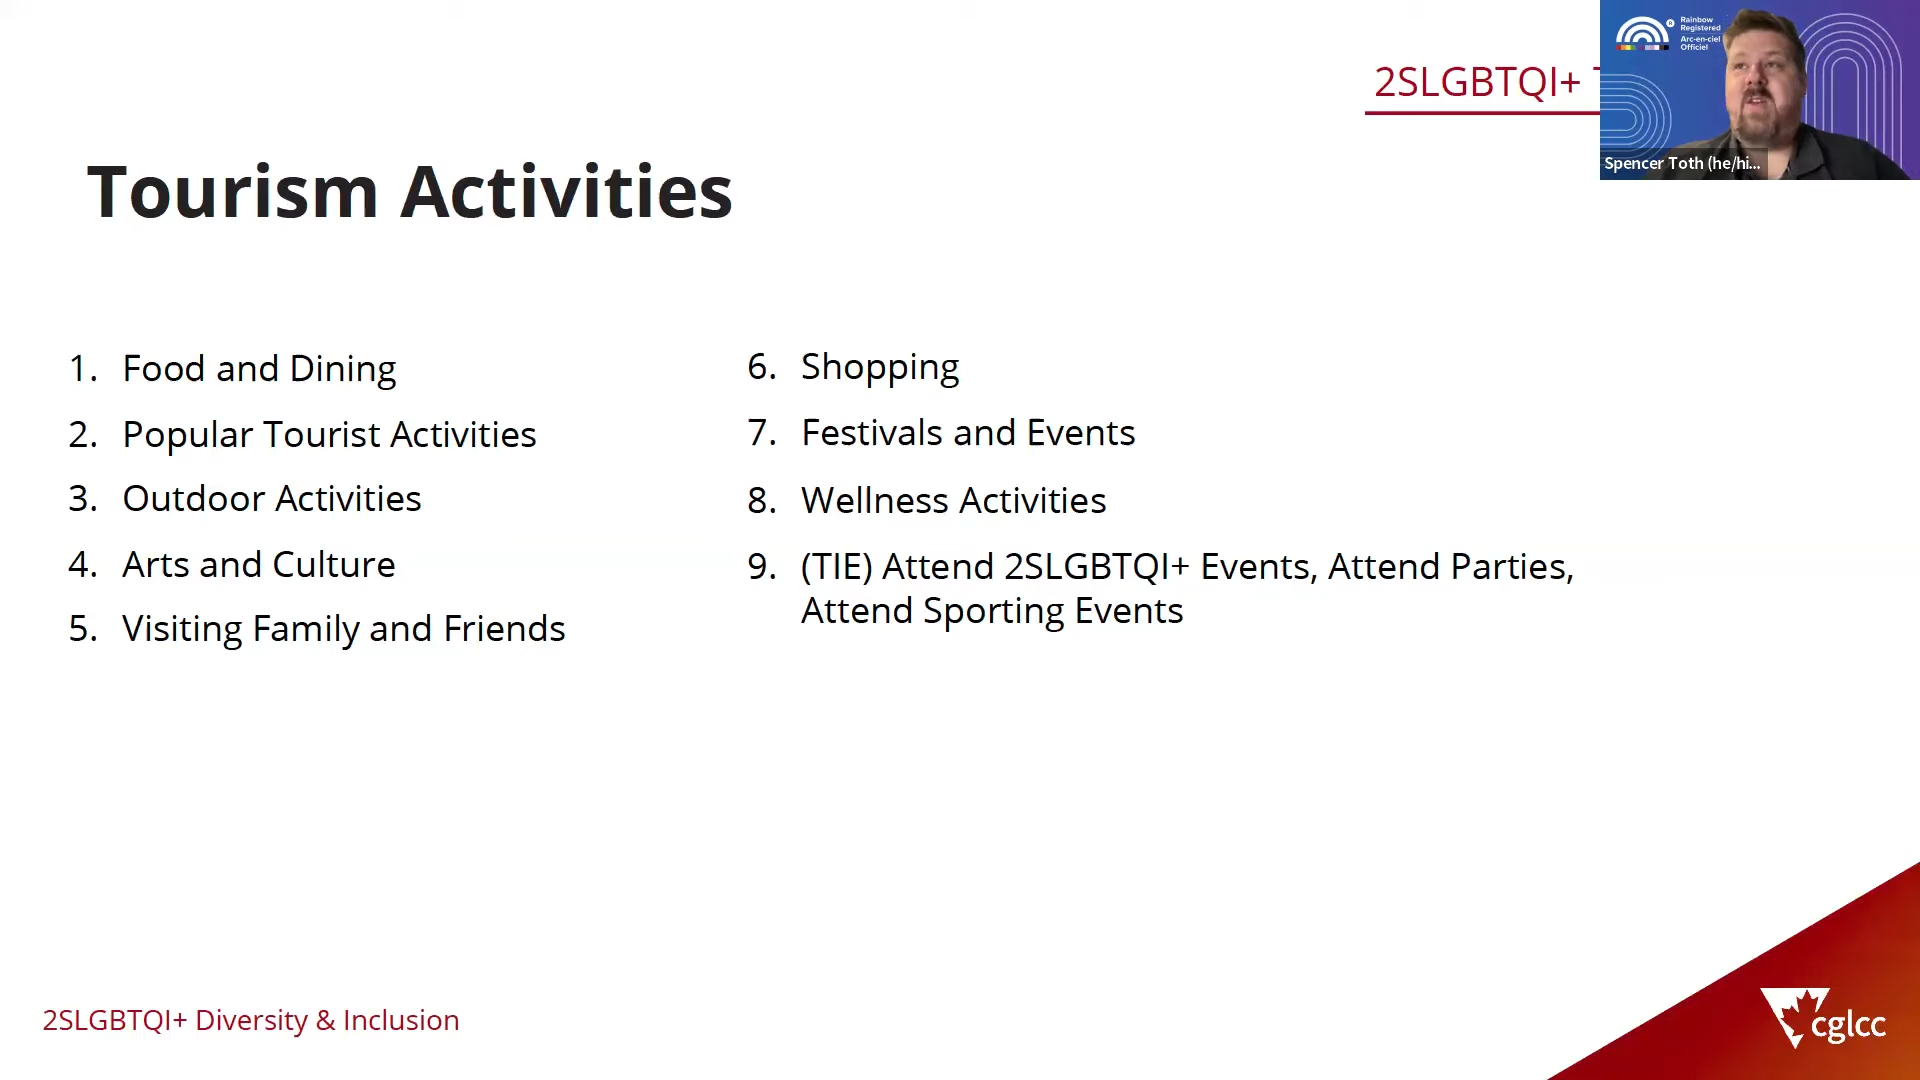 2SLGBTQI+
Rainbow
Registered
Arc-en-ciel
Officiel
Spencer Toth (he/hi...
Tourism Activities
1. Food and Dining
2. Popular Tourist Activities
3. Outdoor Activities
4. Arts and Culture
5. Visiting Family and Friends
6. Shopping
7. Festivals and Events
8. Wellness Activities
9. (TIE) Attend 2SLGBTQI+ Events, Attend Parties,
Attend Sporting Events
2SLGBTQI+ Diversity & Inclusion
cglcc